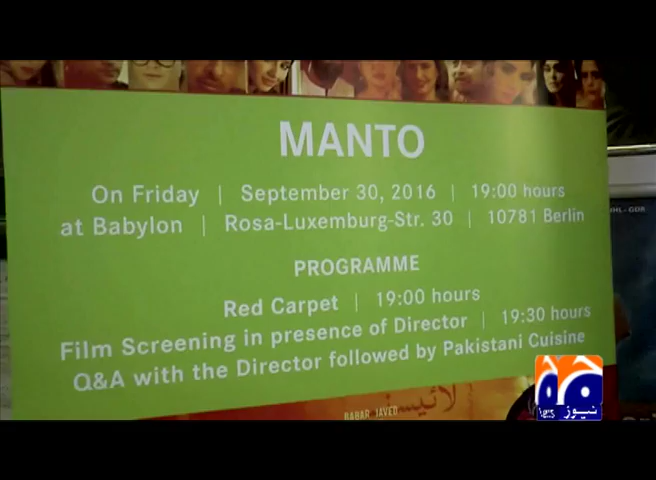 MANTO
On Friday | September 30, 2016 | 19:00 hours
at Babylon | Rosa-Luxemburg-Str. 30 | 10781 Berlin
PROGRAMME
Red Carpet | 19:00 hours
Film Screening in presence of Director | 19:30 hours
Q&A with the Director followed by Pakistani Cuisine
BABAR JAVED
نیوز